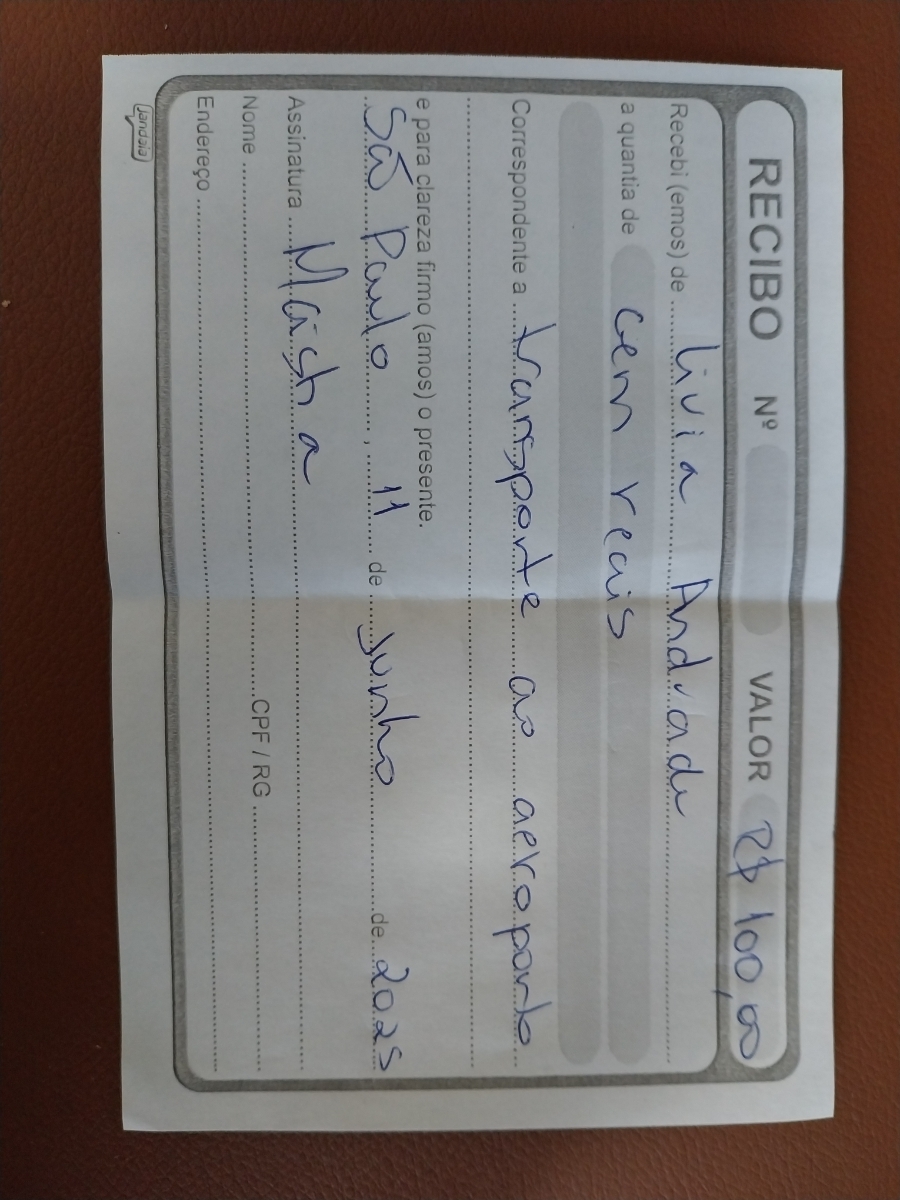 RECIBO Nº VALOR R$ 100,00
Recebi (emos) de Livia Andrade
a quantia de cem reais
Correspondente a transporte ao aeroporto
e para clareza firmo (amos) o presente.
São Paulo, 11 de junho de 2025
Assinatura Mäsha
Nome CPF / RG
Endereço
jandaia